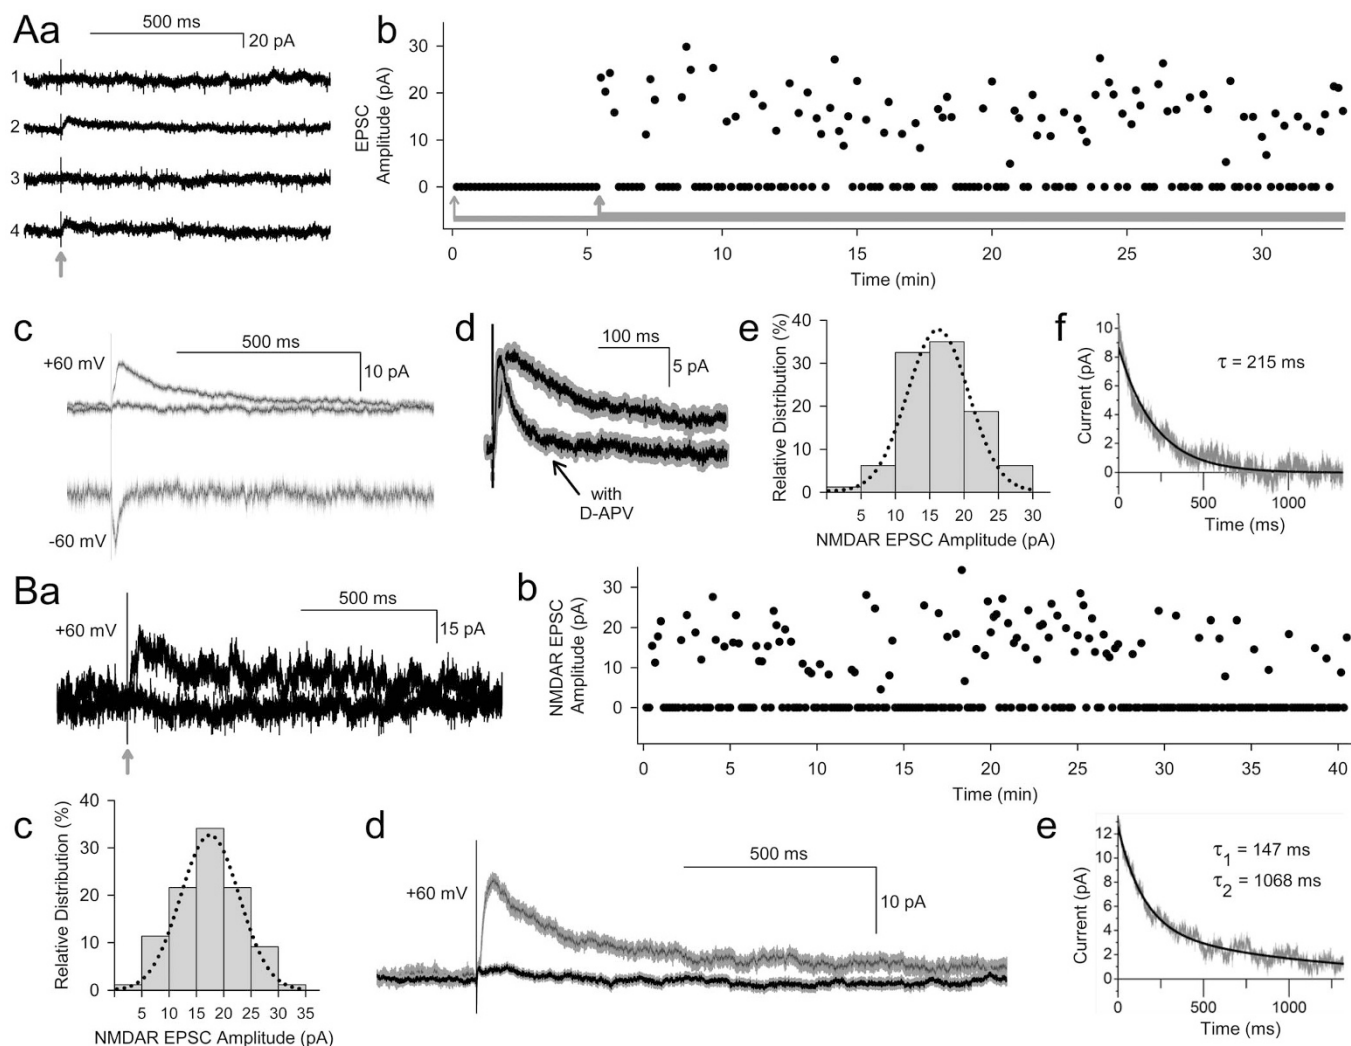 Aa
500 ms
20 pA
1
2
3
4
b
EPSC
Amplitude (pA)
30
20
10
0
0 5 10 15 20 25 30
Time (min)
c
+60 mV
500 ms
10 pA
-60 mV
d
100 ms
5 pA
with
D-APV
e
Relative Distribution (%)
40
30
20
10
0
5 10 15 20 25 30
NMDAR EPSC Amplitude (pA)
f
Current (pA)
10
8
6
4
2
0
τ = 215 ms
0 500 1000
Time (ms)
Ba
+60 mV
500 ms
15 pA
b
NMDAR EPSC
Amplitude (pA)
30
20
10
0
0 5 10 15 20 25 30 35 40
Time (min)
c
Relative Distribution (%)
40
30
20
10
0
5 10 15 20 25 30 35
NMDAR EPSC Amplitude (pA)
d
+60 mV
500 ms
10 pA
e
Current (pA)
12
10
8
6
4
2
0
τ1 = 147 ms
τ2 = 1068 ms
0 500 1000
Time (ms)